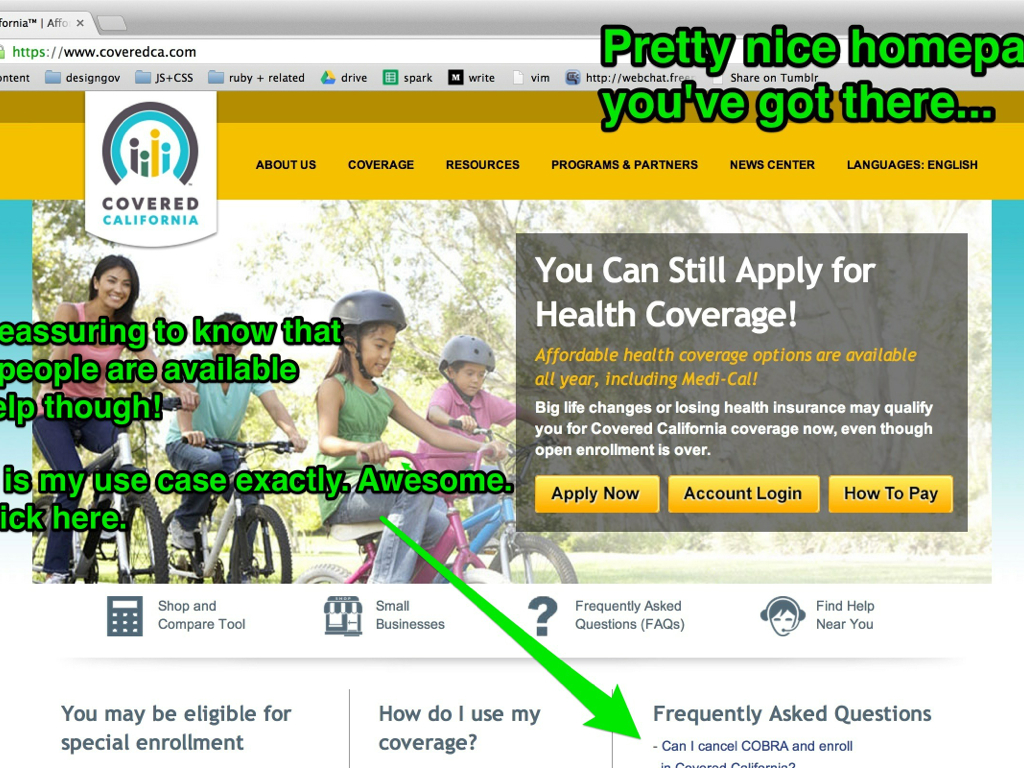 fornia™ | Affo
https://www.coveredca.com
ontent designgov JS+CSS ruby + related drive spark write vim http://webchat.free Share on Tumblr
Pretty nice homepa
you've got there...
COVERED
CALIFORNIA
ABOUT US COVERAGE RESOURCES PROGRAMS & PARTNERS NEWS CENTER LANGUAGES: ENGLISH
You Can Still Apply for
Health Coverage!
Affordable health coverage options are available
all year, including Medi-Cal!
Big life changes or losing health insurance may qualify
you for Covered California coverage now, even though
open enrollment is over.
Apply Now Account Login How To Pay
eassuring to know that
people are available
elp though!
is my use case exactly. Awesome.
ick here.
Shop and
Compare Tool
SHOP
Small
Businesses
Frequently Asked
Questions (FAQs)
Find Help
Near You
You may be eligible for
special enrollment
How do I use my
coverage?
Frequently Asked Questions
- Can I cancel COBRA and enroll
in Covered California?